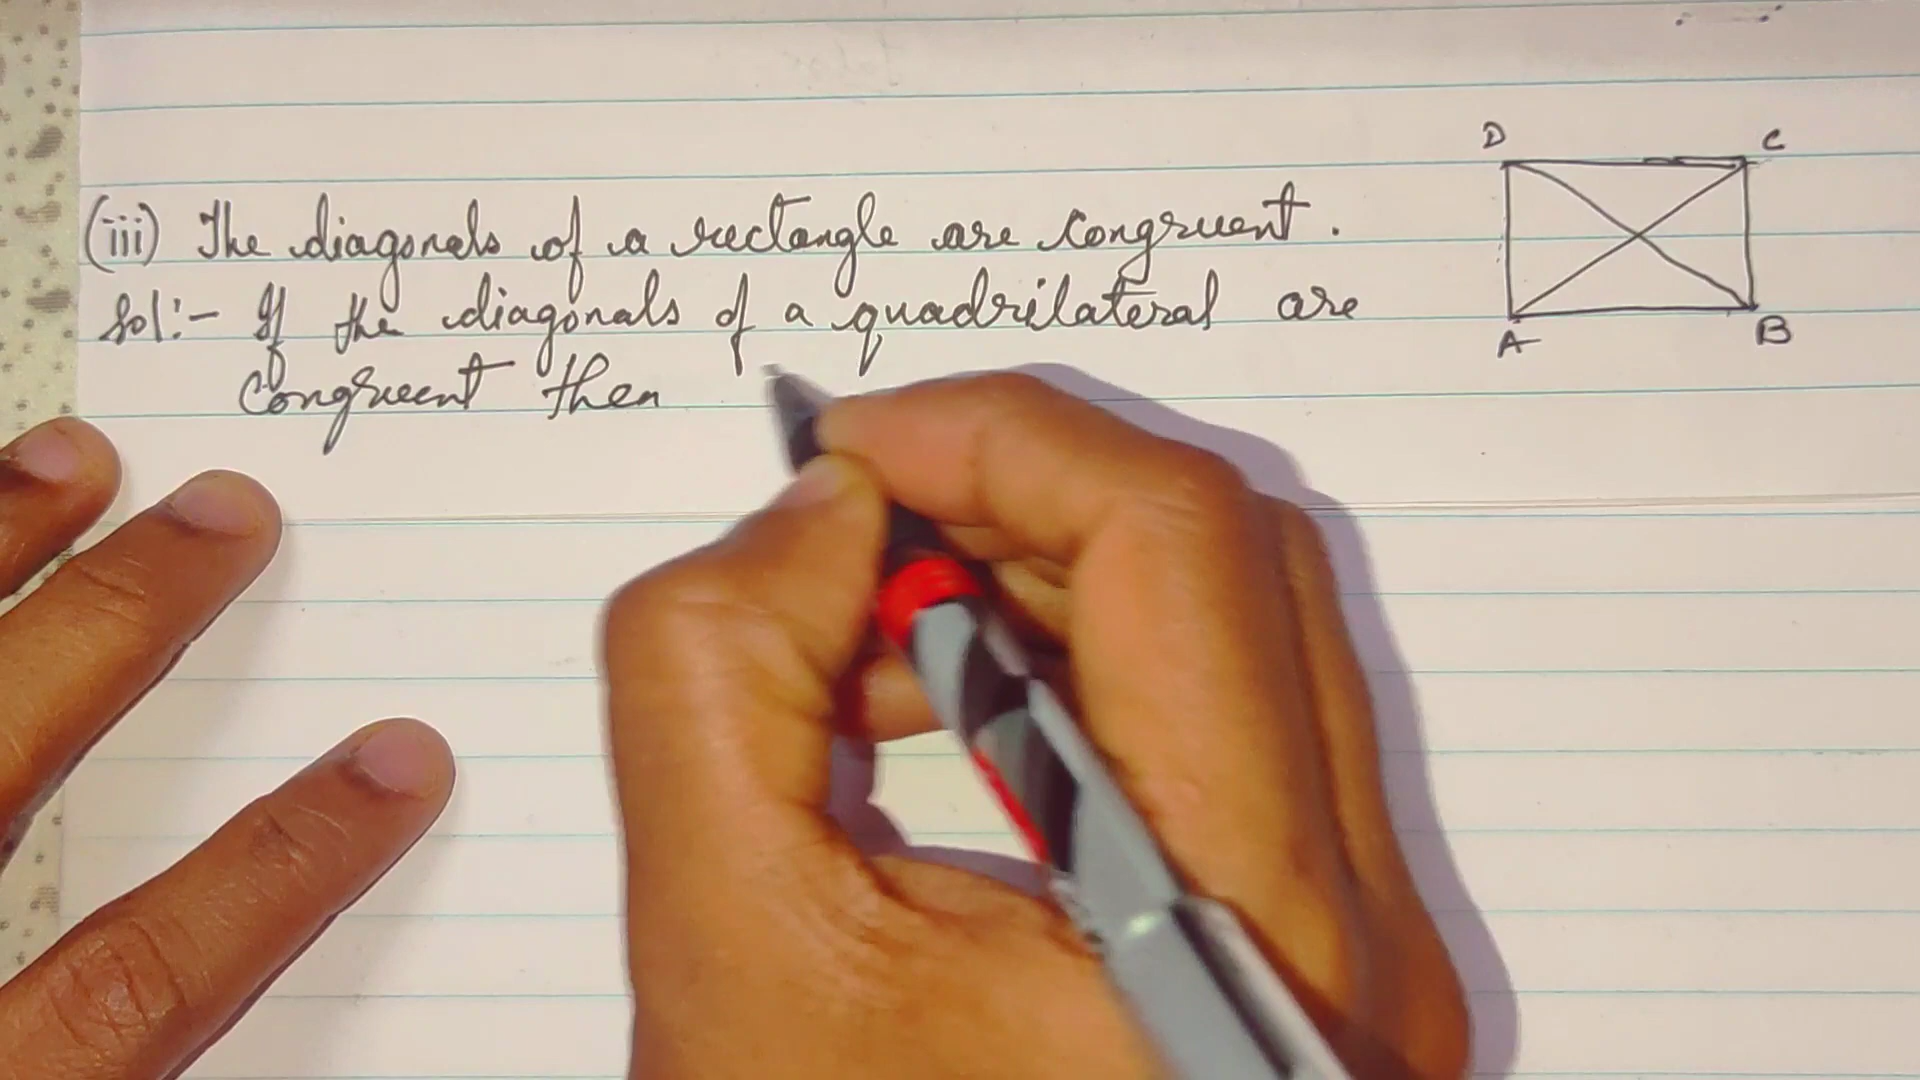 (iii) The diagonals of a rectangle are congruent.
Sol:- If the diagonals of a quadrilateral are
congruent then
D
C
A
B